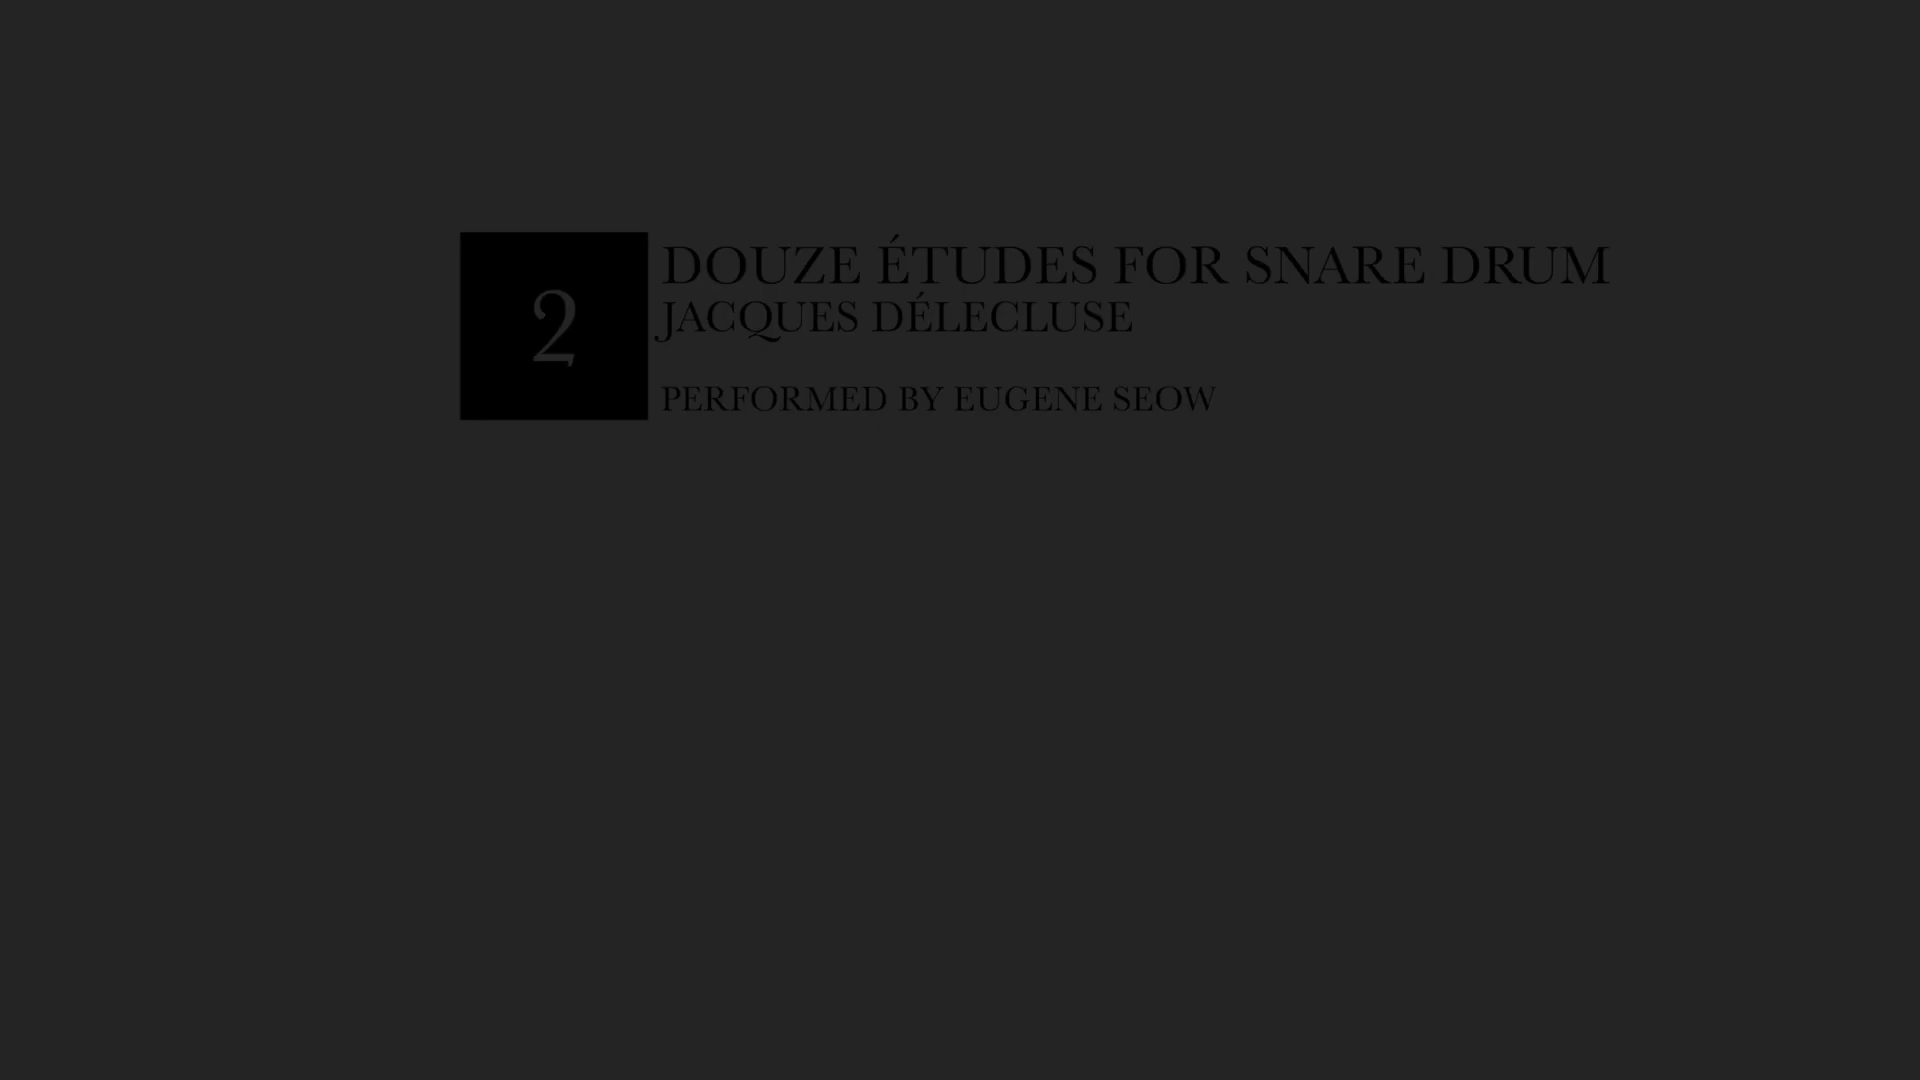 2
DOUZE ÉTUDES FOR SNARE DRUM
JACQUES DÉLECLUSE
PERFORMED BY EUGENE SEOW